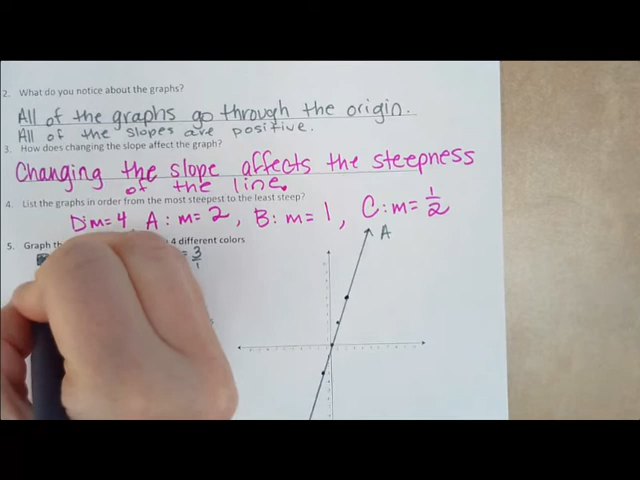 2. What do you notice about the graphs?
All of the graphs go through the origin.
All of the slopes are positive.
3. How does changing the slope affect the graph?
Changing the slope affects the steepness
of the line.
4. List the graphs in order from the most steepest to the least steep?
D: m=4, A: m=2, B: m=1, C: m=1/2
5. Graph th 4 different colors
= 3/1
A